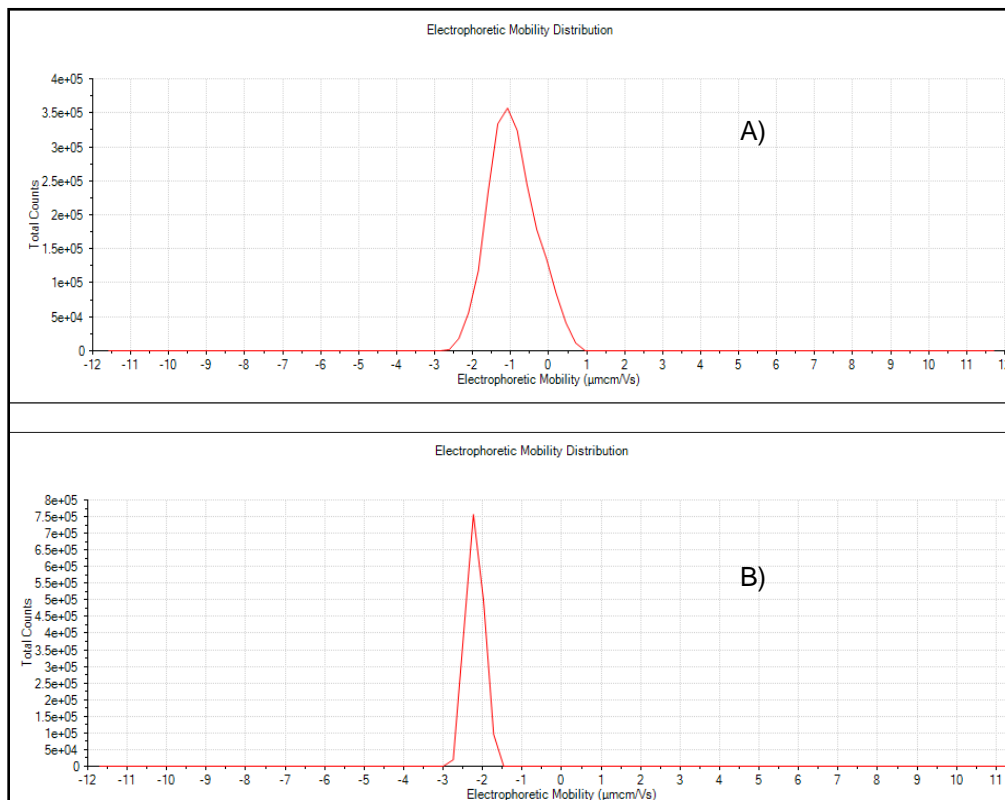 Electrophoretic Mobility Distribution
4e+05
3.5e+05
3e+05
2.5e+05
2e+05
1.5e+05
1e+05
5e+04
0
A)
Total Counts
-12 -11 -10 -9 -8 -7 -6 -5 -4 -3 -2 -1 0 1 2 3 4 5 6 7 8 9 10 11
Electrophoretic Mobility (µmcm/Vs)
Electrophoretic Mobility Distribution
8e+05
7.5e+05
7e+05
6.5e+05
6e+05
5.5e+05
5e+05
4.5e+05
4e+05
3.5e+05
3e+05
2.5e+05
2e+05
1.5e+05
1e+05
5e+04
0
B)
Total Counts
-12 -11 -10 -9 -8 -7 -6 -5 -4 -3 -2 -1 0 1 2 3 4 5 6 7 8 9 10 11
Electrophoretic Mobility (µmcm/Vs)